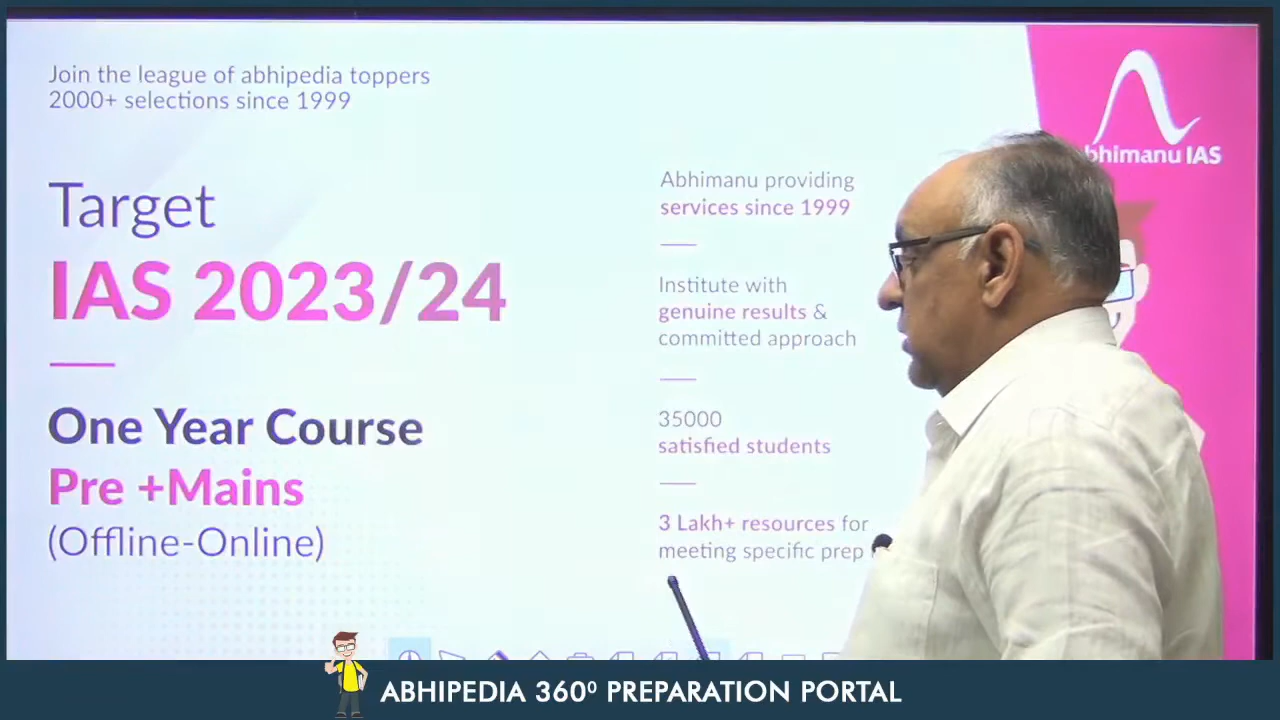 Join the league of abhipedia toppers
2000+ selections since 1999
Target
IAS 2023/24
One Year Course
Pre +Mains
(Offline-Online)
Abhimanu providing
services since 1999
Institute with
genuine results &
committed approach
35000
satisfied students
3 Lakh+ resources for
meeting specific prep
bhimanu IAS
ABHIPEDIA 360⁰ PREPARATION PORTAL